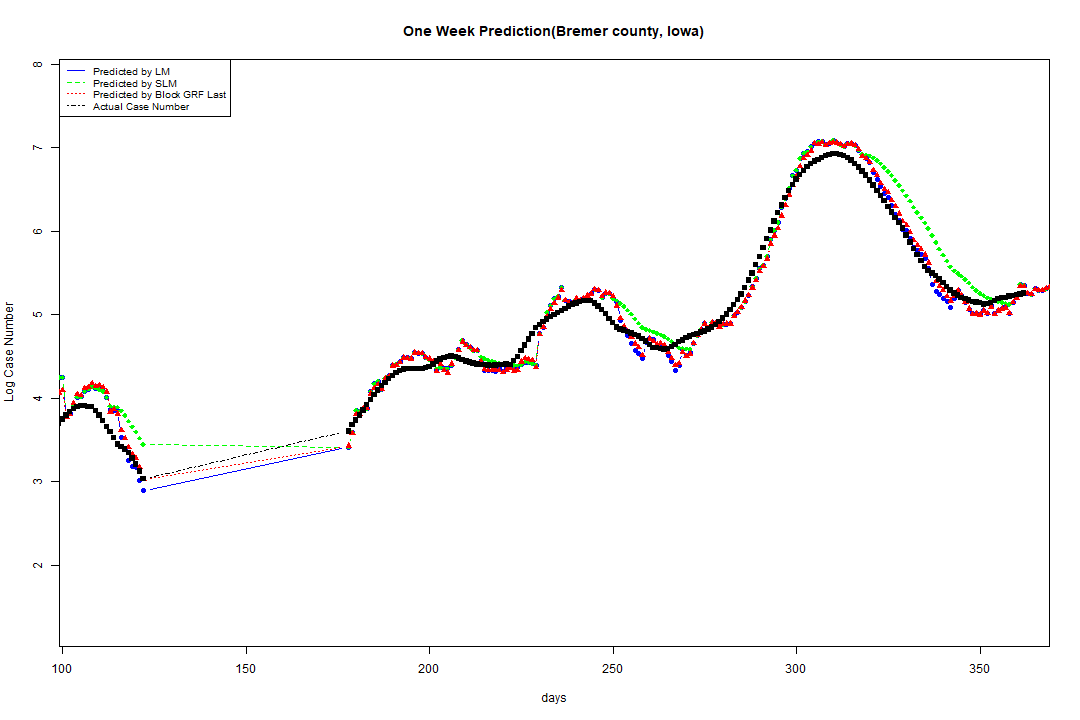 One Week Prediction(Bremer county, Iowa)
Predicted by LM
Predicted by SLM
Predicted by Block GRF Last
Actual Case Number
8
7
6
5
4
3
2
Log Case Number
100 150 200 250 300 350
days